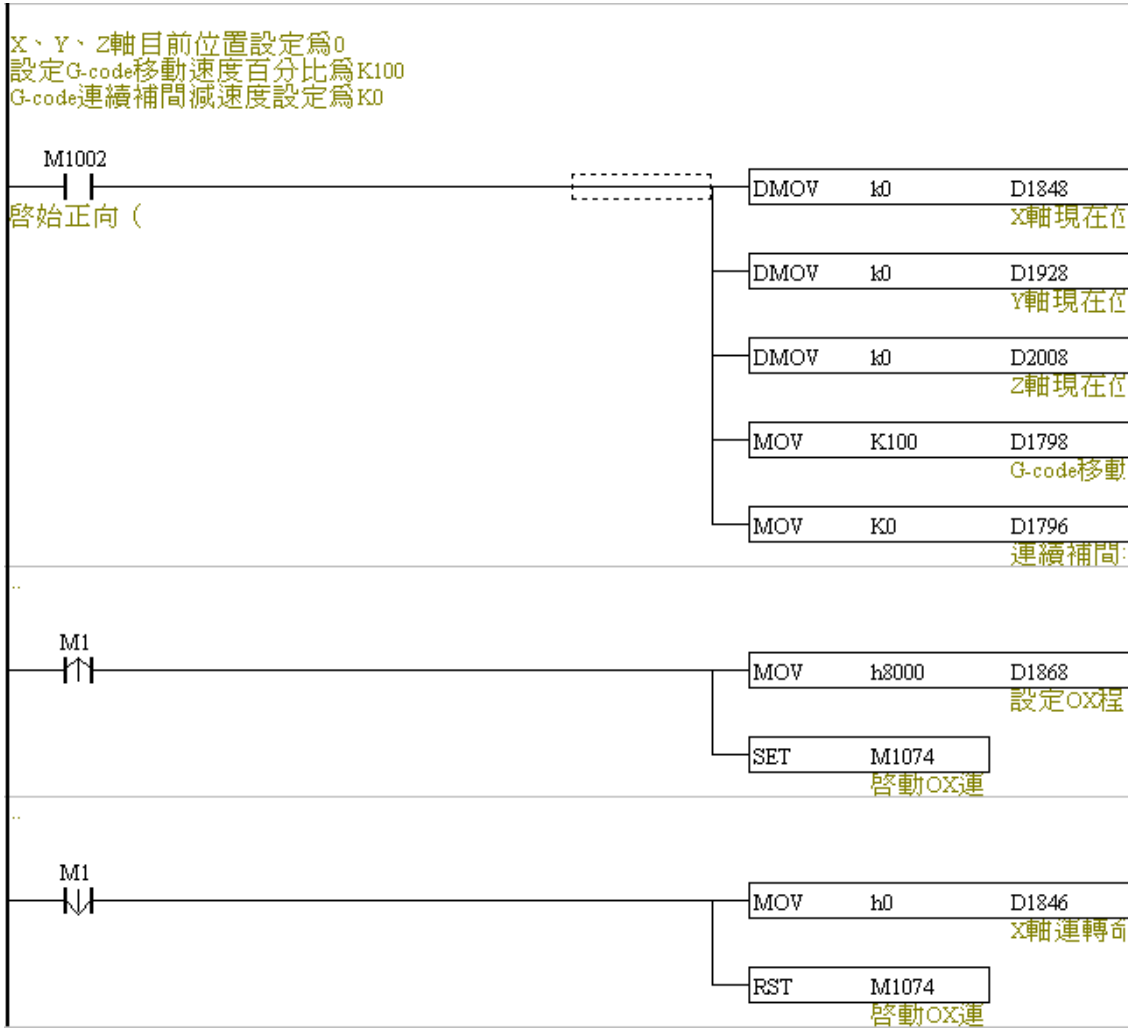 X、Y、Z軸目前位置設定爲0
設定G-code移動速度百分比爲K100
G-code連續補間減速度設定爲K0
M1002
DMOV k0 D1848
啓始正向（
X軸現在位
DMOV k0 D1928
Y軸現在位
DMOV k0 D2008
Z軸現在位
MOV K100 D1798
G-code移動
MOV K0 D1796
連續補間
..
M1
MOV h8000 D1868
設定OX程
SET M1074
啓動OX運
..
M1
MOV h0 D1846
X軸運轉命
RST M1074
啓動OX運